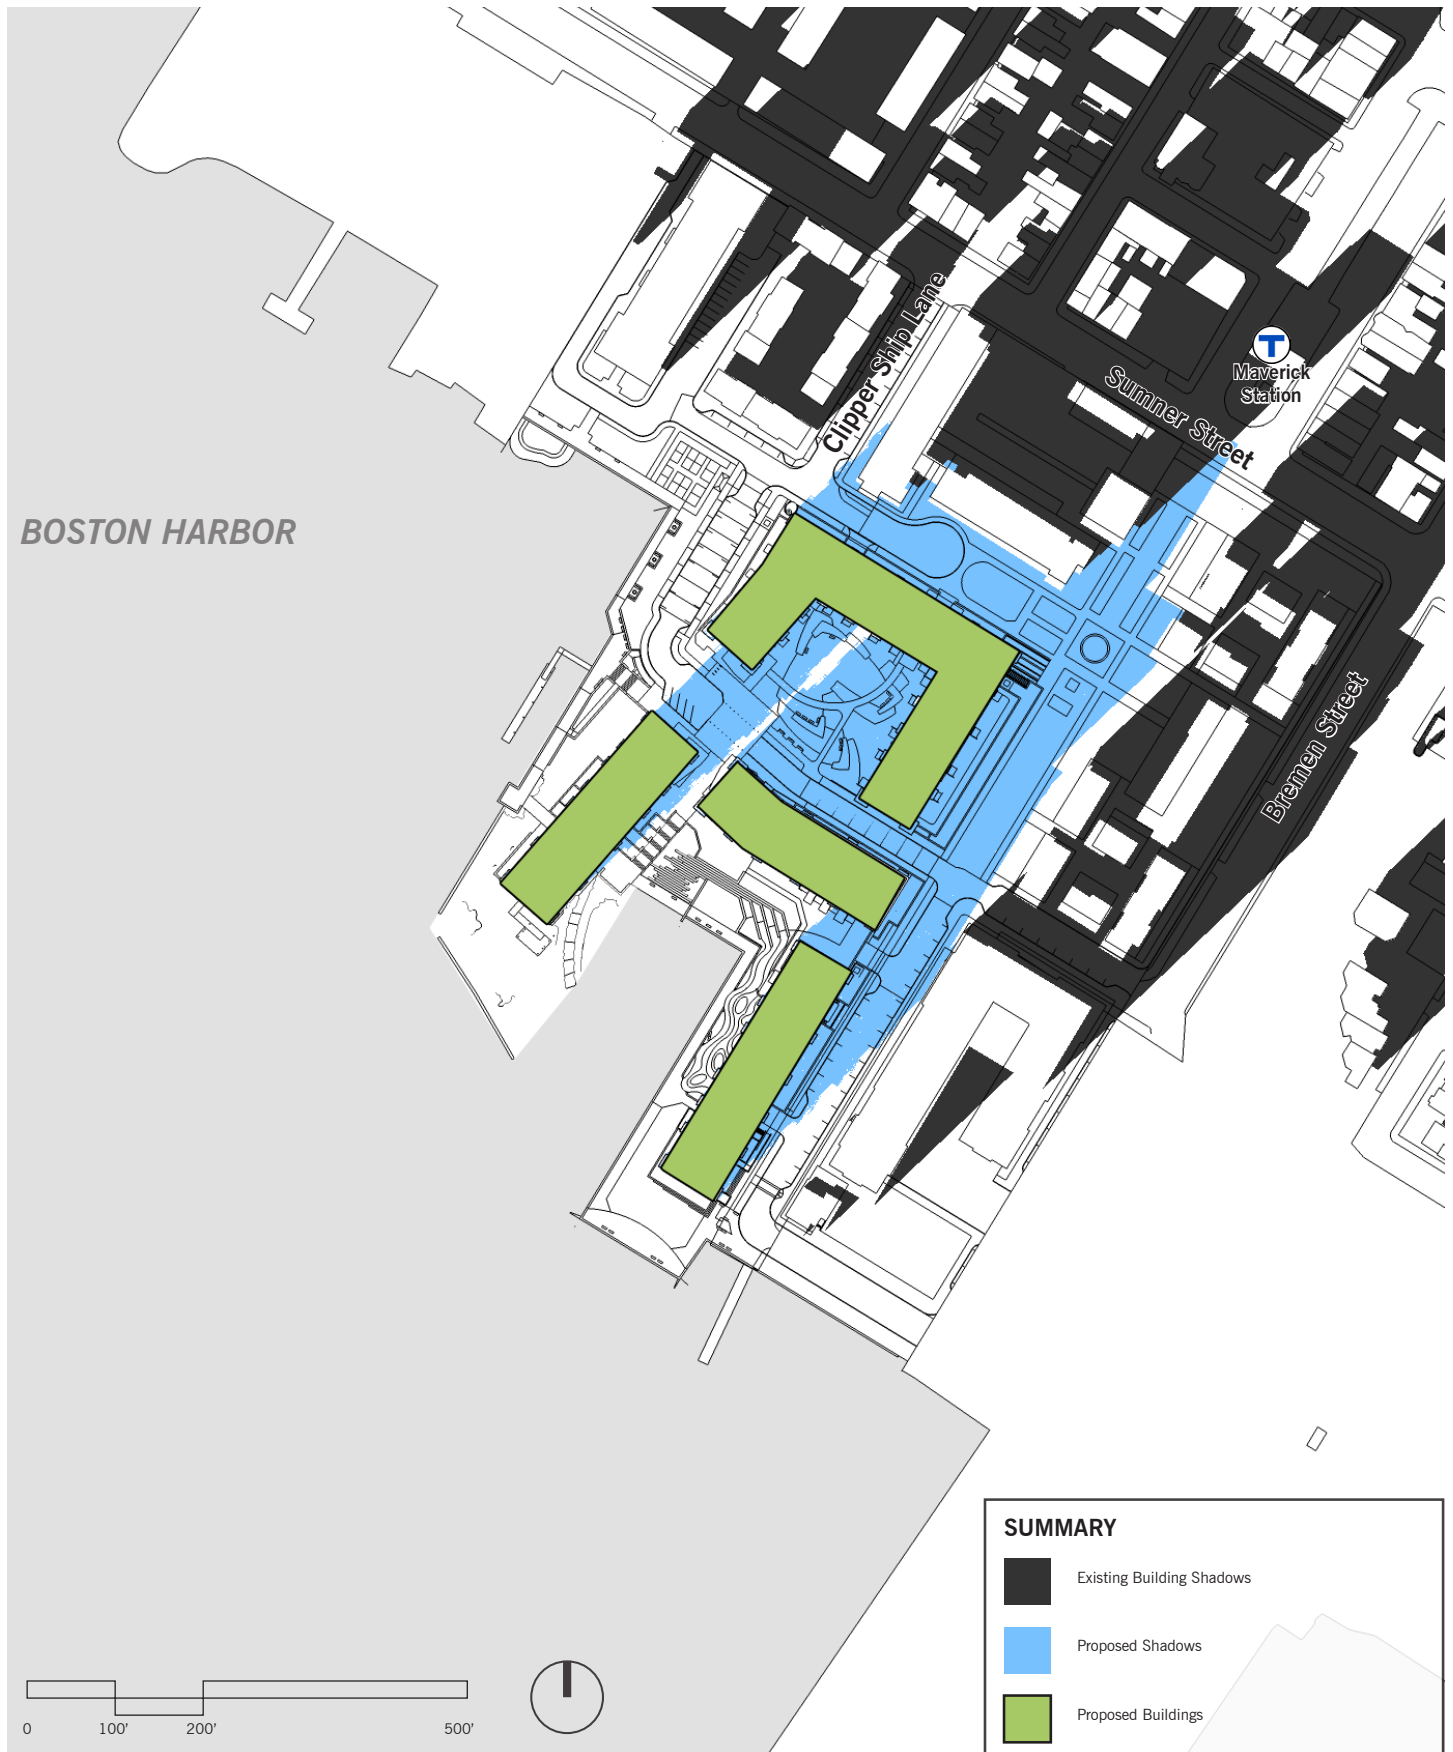 Clipper Ship Lane
T
Maverick
Station
Sumner Street
BOSTON HARBOR
Bremen Street
SUMMARY
Existing Building Shadows
Proposed Shadows
Proposed Buildings
0 100' 200' 500'